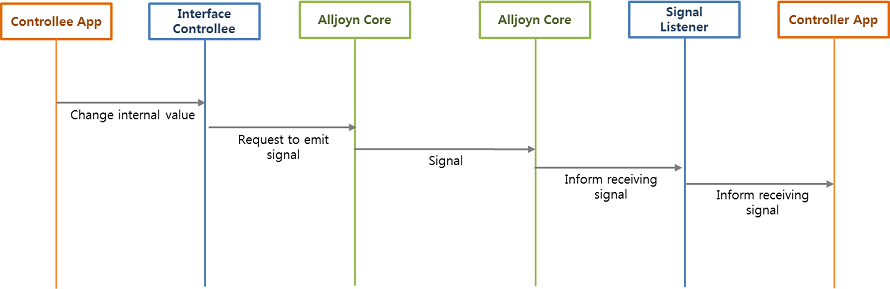 Controllee App
Interface
Controllee
Alljoyn Core
Alljoyn Core
Signal
Listener
Controller App
Change internal value
Request to emit
signal
Signal
Inform receiving
signal
Inform receiving
signal